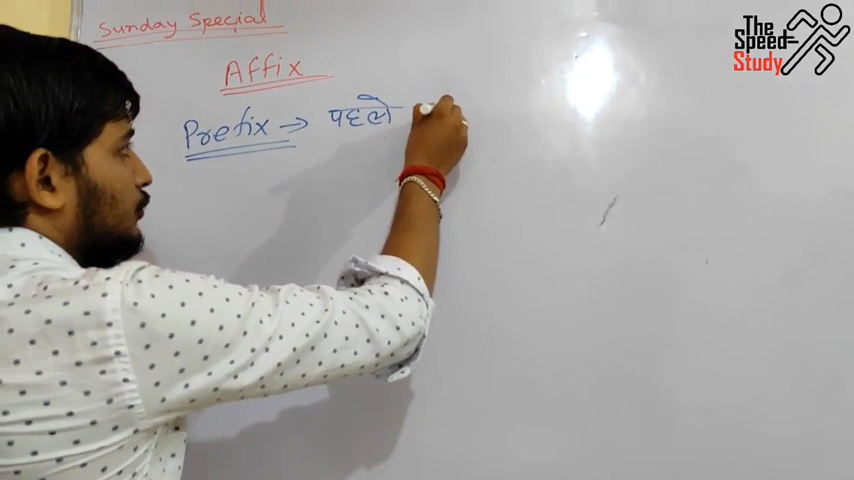 Sunday Special
Affix
Prefix → पहले
The
Speed
Study